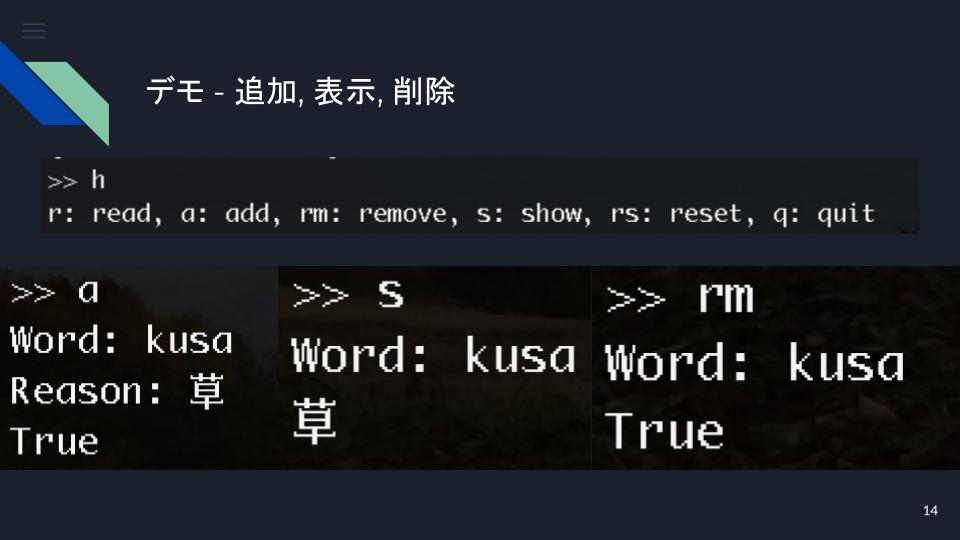 デモ - 追加, 表示, 削除
>> h
r: read, a: add, rm: remove, s: show, rs: reset, q: quit
>> a
Word: kusa
Reason: 草
True
>> s
Word: kusa
草
>> rm
Word: kusa
True
14